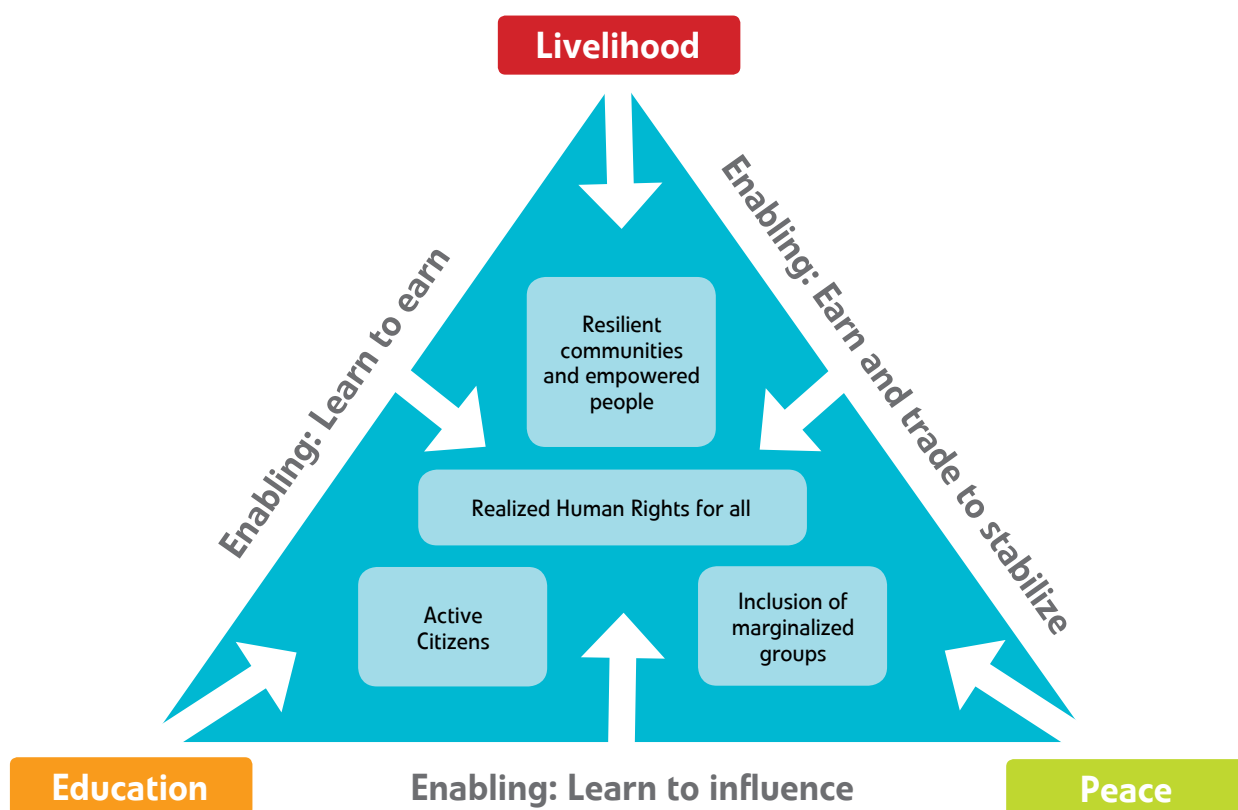 Livelihood
Enabling: Learn to earn
Enabling: Earn and trade to stabilize
Resilient
communities
and empowered
people
Realized Human Rights for all
Active
Citizens
Inclusion of
marginalized
groups
Education
Enabling: Learn to influence
Peace